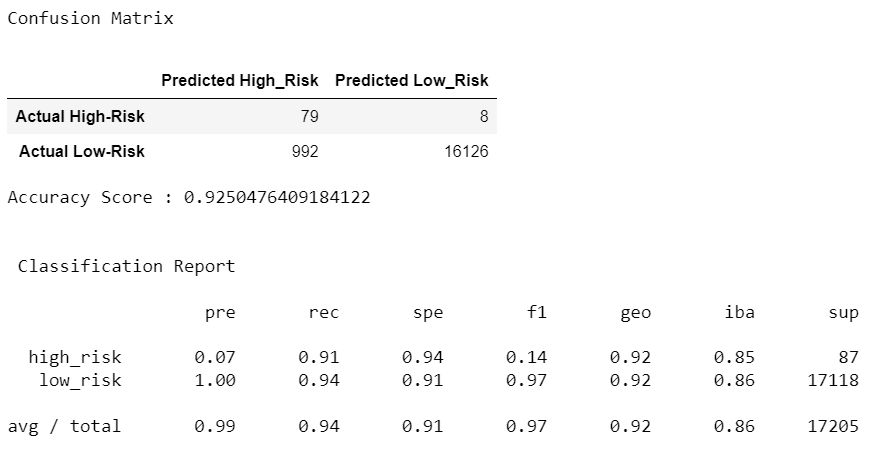 Confusion Matrix
Predicted High_Risk Predicted Low_Risk
Actual High-Risk 79 8
Actual Low-Risk 992 16126
Accuracy Score : 0.9250476409184122
Classification Report
pre rec spe f1 geo iba sup
high_risk 0.07 0.91 0.94 0.14 0.92 0.85 87
low_risk 1.00 0.94 0.91 0.97 0.92 0.86 17118
avg / total 0.99 0.94 0.91 0.97 0.92 0.86 17205